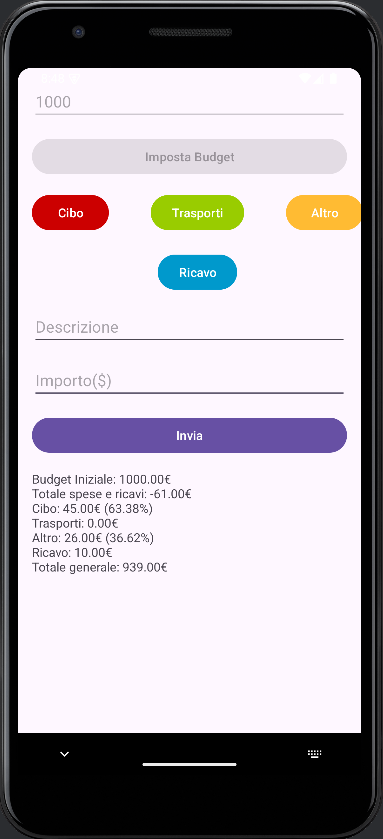 1000
Imposta Budget
Cibo
Trasporti
Altro
Ricavo
Descrizione
Importo($)
Invia
Budget Iniziale: 1000.00€
Totale spese e ricavi: -61.00€
Cibo: 45.00€ (63.38%)
Trasporti: 0.00€
Altro: 26.00€ (36.62%)
Ricavo: 10.00€
Totale generale: 939.00€